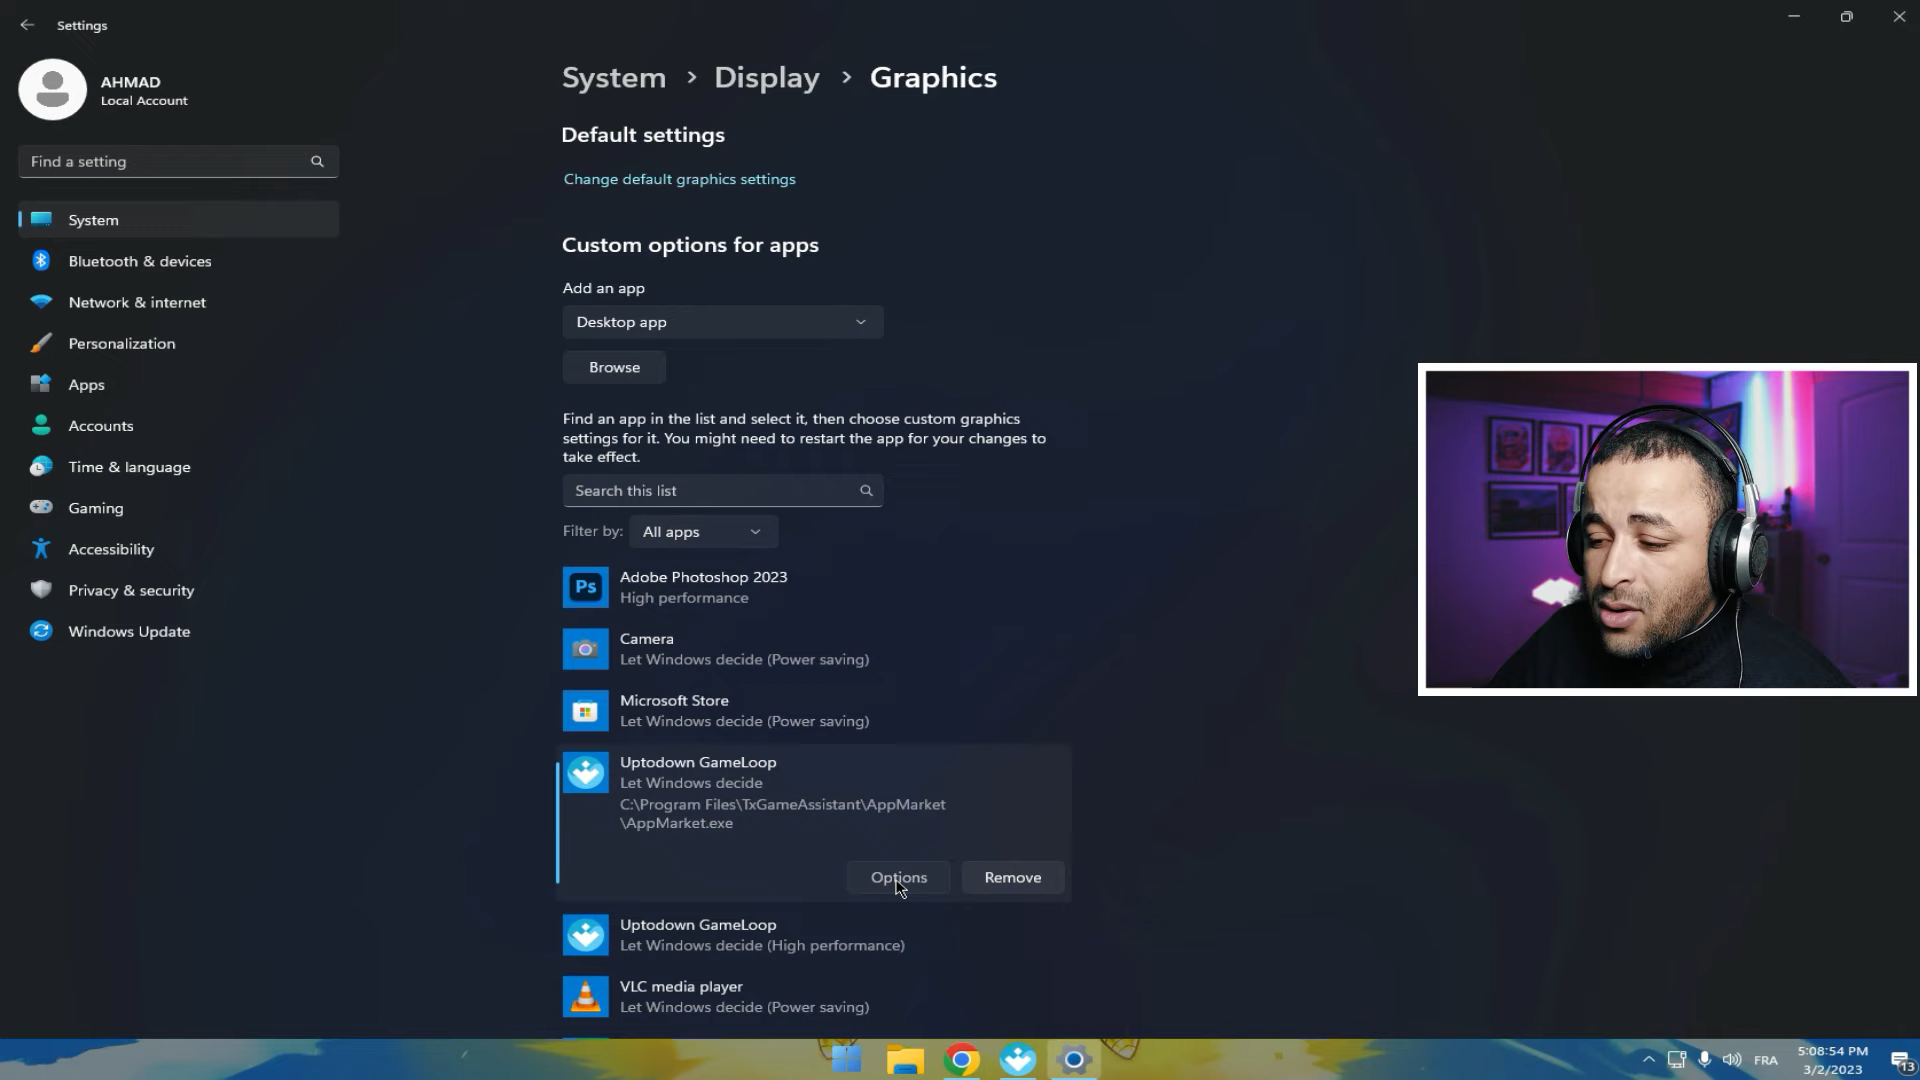 Settings
AHMAD
Local Account
Find a setting
System
Bluetooth & devices
Network & internet
Personalization
Apps
Accounts
Time & language
Gaming
Accessibility
Privacy & security
Windows Update
System > Display > Graphics
Default settings
Change default graphics settings
Custom options for apps
Add an app
Desktop app
Browse
Find an app in the list and select it, then choose custom graphics
settings for it. You might need to restart the app for your changes to
take effect.
Search this list
Filter by: All apps
Ps
Adobe Photoshop 2023
High performance
Camera
Let Windows decide (Power saving)
Microsoft Store
Let Windows decide (Power saving)
Uptodown GameLoop
Let Windows decide
C:\Program Files\TxGameAssistant\AppMarket
\AppMarket.exe
Options Remove
Uptodown GameLoop
Let Windows decide (High performance)
VLC media player
Let Windows decide (Power saving)
FRA
5:08:54 PM
3/2/2023
13